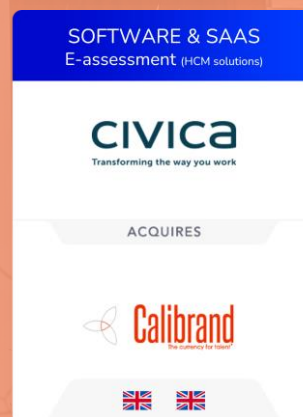 SOFTWARE & SAAS
E-assessment (HCM solutions)
CIVICA
Transforming the way you work
ACQUIRES
Calibrand
The currency for talent